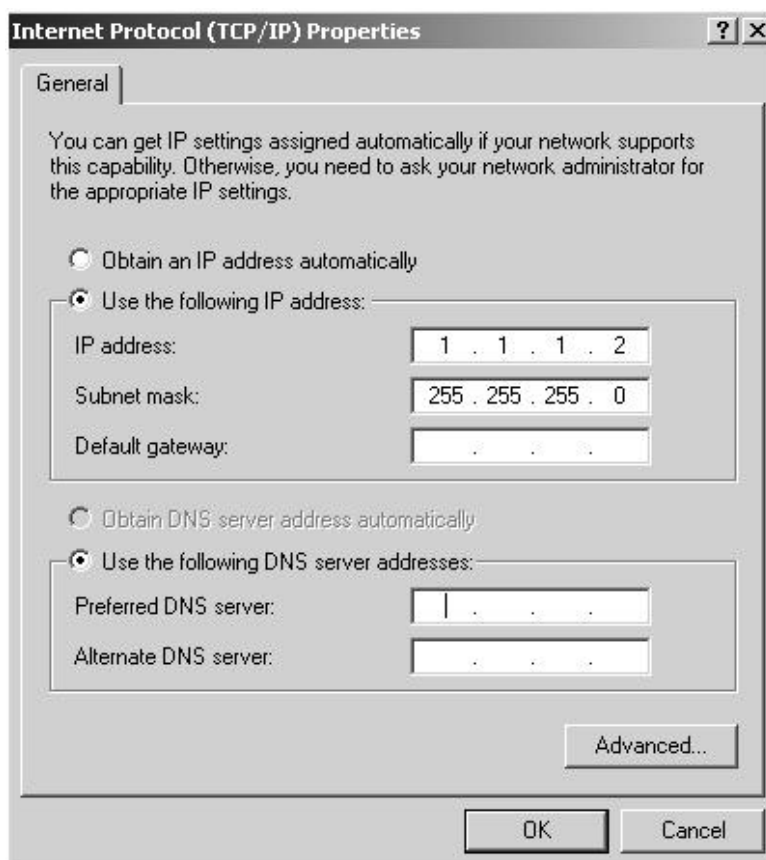 Internet Protocol (TCP/IP) Properties
General
You can get IP settings assigned automatically if your network supports
this capability. Otherwise, you need to ask your network administrator for
the appropriate IP settings.
Obtain an IP address automatically
Use the following IP address:
IP address: 1 . 1 . 1 . 2
Subnet mask: 255 . 255 . 255 . 0
Default gateway: . . .
Obtain DNS server address automatically
Use the following DNS server addresses:
Preferred DNS server: . . .
Alternate DNS server: . . .
Advanced...
OK Cancel